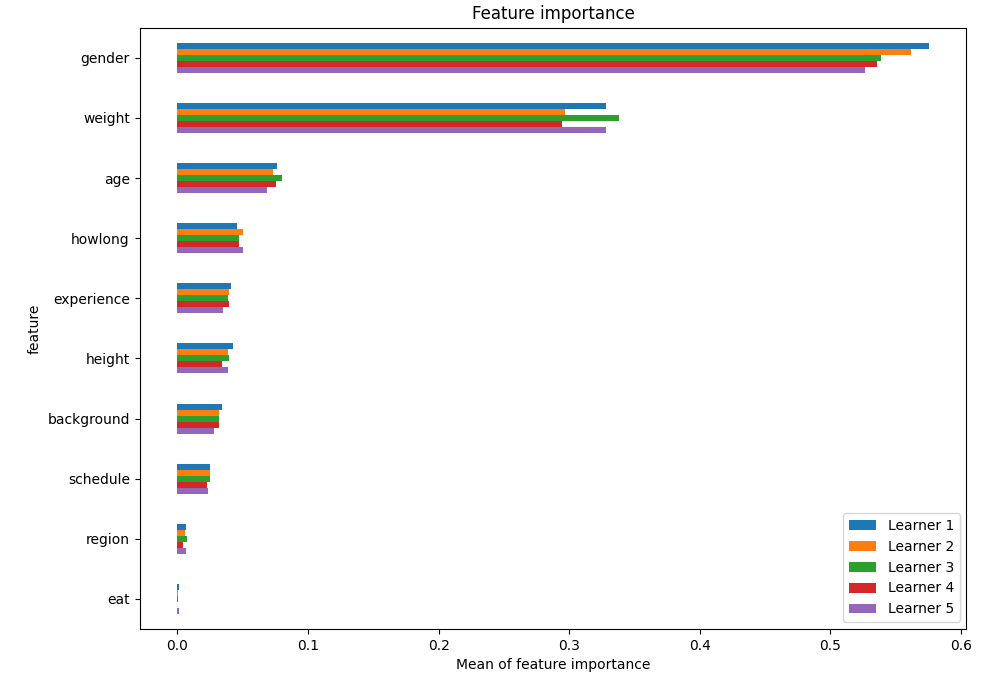 Feature importance
gender
weight
age
howlong
experience
height
background
schedule
region
eat
feature
Learner 1
Learner 2
Learner 3
Learner 4
Learner 5
0.0 0.1 0.2 0.3 0.4 0.5 0.6
Mean of feature importance